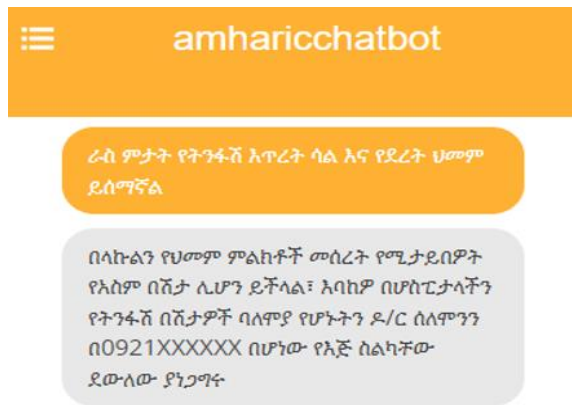 amharicchatbot
ራስ ምታት የትንፋሽ እጥረት ሳል እና የደረት ህመም
ይሰማኛል
በላኩልን የህመም ምልክቶች መሰረት የሚታይበዎት
የአስም በሽታ ሊሆን ይችላል፣ እባከዎ በሆስፒታላችን
የትንፋሽ በሽታዎች ባለሞያ የሆኑትን ዶ/ር ሰለሞንን
በ0921XXXXXX በሆነው የእጅ ስልካቸው
ደውለው ያነጋግሩ